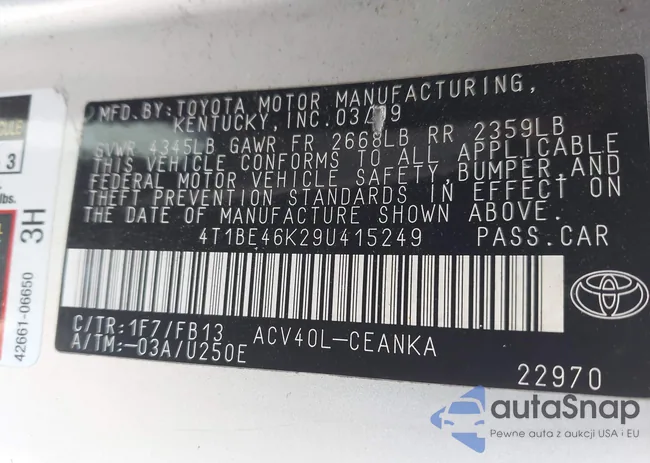 MFD. BY: TOYOTA MOTOR MANUFACTURING,
KENTUCKY, INC. 03/09
GVWR 4345LB GAWR FR 2668LB RR 2359LB
THIS VEHICLE CONFORMS TO ALL APPLICABLE
FEDERAL MOTOR VEHICLE SAFETY BUMPER, AND
THEFT PREVENTION STANDARDS IN EFFECT ON
THE DATE OF MANUFACTURE SHOWN ABOVE.
4T1BE46K29U415249 PASS.CAR
C/TR: 1F7/FB13 ACV40L-CEANKA
A/TM:-03A/U250E
22970
3
lbs.
3H
42661-06650
autaSnap
Pewne auta z aukcji USA i EU